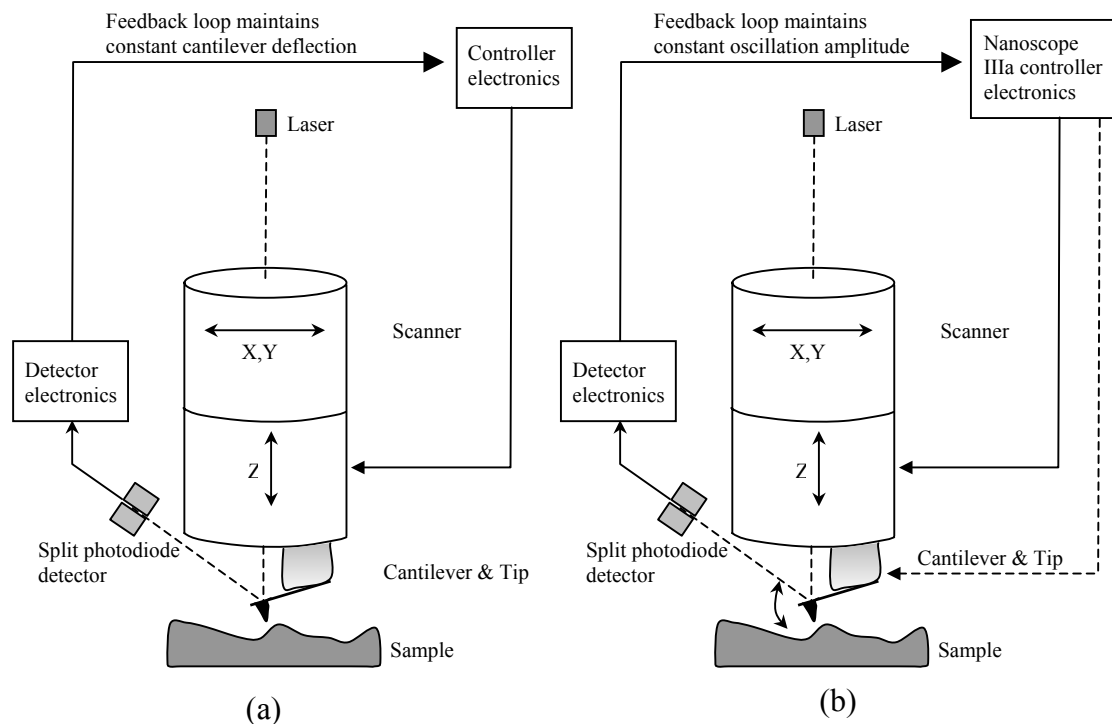 Feedback loop maintains
constant cantilever deflection
Controller
electronics
Laser
Scanner
X,Y
Detector
electronics
Z
Split photodiode
detector
Cantilever & Tip
Sample
(a)
Feedback loop maintains
constant oscillation amplitude
Nanoscope
IIIa controller
electronics
Laser
Scanner
X,Y
Detector
electronics
Z
Split photodiode
detector
Cantilever & Tip
Sample
(b)